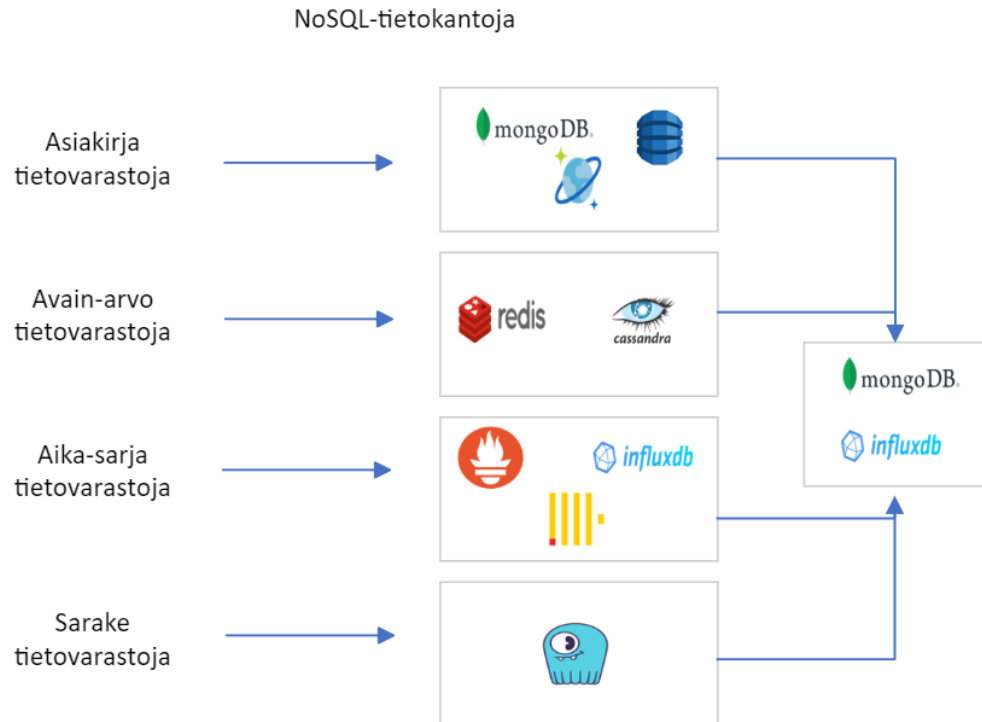 NoSQL-tietokantoja
Asiakirja
tietovarastoja
mongoDB.
Avain-arvo
tietovarastoja
redis
cassandra
mongoDB.
influxdb
Aika-sarja
tietovarastoja
influxdb
Sarake
tietovarastoja